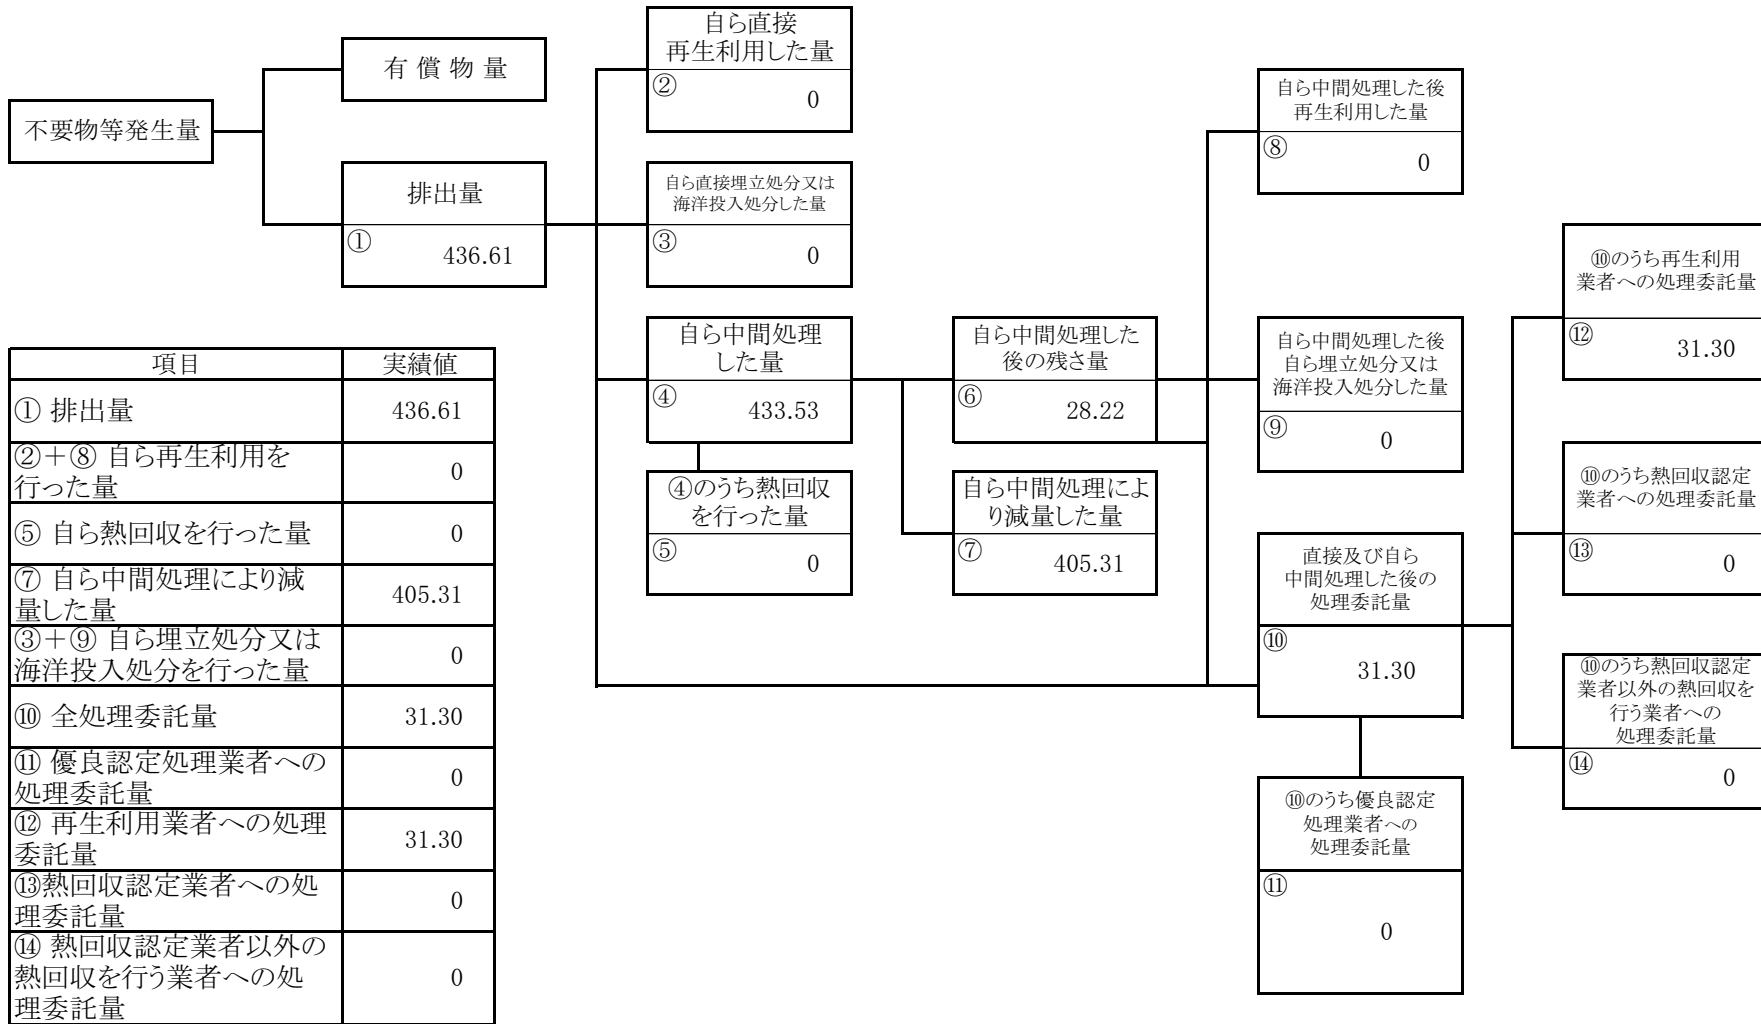 不要物等発生量
有 償 物 量
排出量
①
436.61
自ら直接
再生利用した量
②
0
自ら直接埋立処分又は
海洋投入処分した量
③
0
自ら中間処理
した量
④
433.53
④のうち熱回収
を行った量
⑤
0
自ら中間処理した
後の残さ量
⑥
28.22
自ら中間処理によ
り減量した量
⑦
405.31
自ら中間処理した後
再生利用した量
⑧
0
自ら中間処理した後
自ら埋立処分又は
海洋投入処分した量
⑨
0
直接及び自ら
中間処理した後の
処理委託量
⑩
31.30
⑩のうち優良認定
処理業者への
処理委託量
⑪
0
⑩のうち再生利用
業者への処理委託量
⑫
31.30
⑩のうち熱回収認定
業者への処理委託量
⑬
0
⑩のうち熱回収認定
業者以外の熱回収を
行う業者への
処理委託量
⑭
0
項目 実績値
① 排出量 436.61
②＋⑧ 自ら再生利用を
行った量 0
⑤ 自ら熱回収を行った量 0
⑦ 自ら中間処理により減
量した量 405.31
③＋⑨ 自ら埋立処分又は
海洋投入処分を行った量 0
⑩ 全処理委託量 31.30
⑪ 優良認定処理業者への
処理委託量 0
⑫ 再生利用業者への処理
委託量 31.30
⑬熱回収認定業者への処
理委託量 0
⑭ 熱回収認定業者以外の
熱回収を行う業者への処
理委託量 0